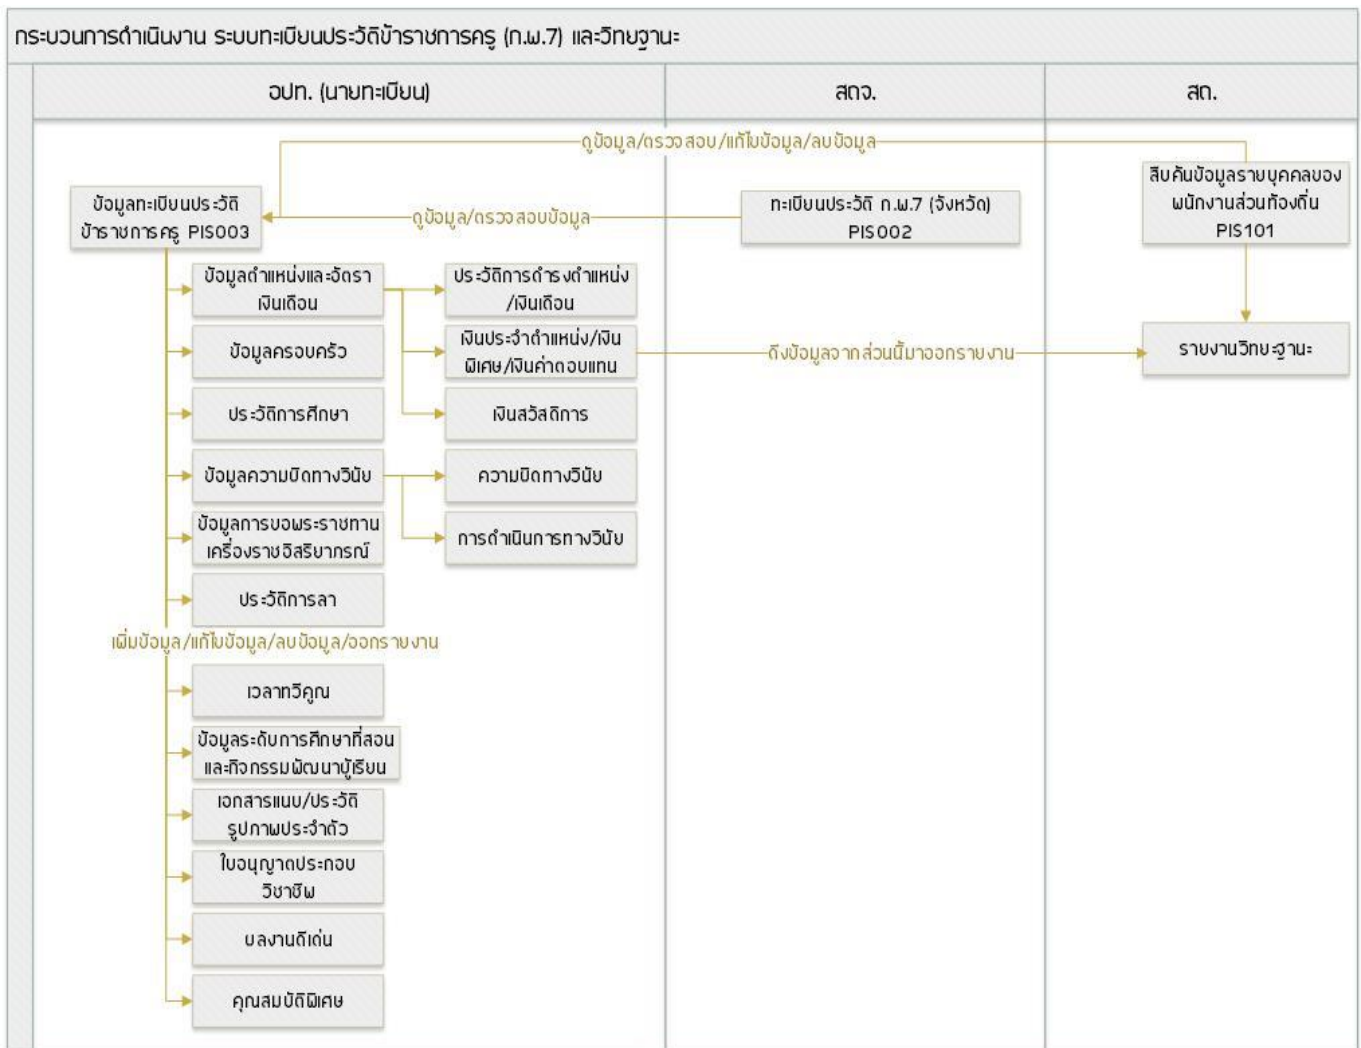 กระบวนการดำเนินงาน ระบบทะเบียนประวัติข้าราชการครู (ก.พ.7) และวิทยฐานะ
อปท. (นายทะเบียน)
สถจ.
สถ.
ดูข้อมูล/ตรวจสอบ/แก้ไขข้อมูล/ลบข้อมูล
ข้อมูลทะเบียนประวัติ
ข้าราชการครู PIS003
ดูข้อมูล/ตรวจสอบข้อมูล
ทะเบียนประวัติ ก.พ.7 (จังหวัด)
PIS002
สืบค้นข้อมูลรายบุคคลของ
พนักงานส่วนท้องถิ่น
PIS101
ข้อมูลตำแหน่งและอัตรา
เงินเดือน
ประวัติการดำรงตำแหน่ง
/เงินเดือน
ข้อมูลครอบครัว
เงินประจำตำแหน่ง/เงิน
พิเศษ/เงินค่าตอบแทน
ดึงข้อมูลจากส่วนนี้มาออกรายงาน
รายงานวิทยะฐานะ
ประวัติการศึกษา
เงินสวัสดิการ
ข้อมูลความผิดทางวินัย
ความผิดทางวินัย
ข้อมูลการขอพระราชทาน
เครื่องราชอิสริยาภรณ์
การดำเนินการทางวินัย
ประวัติการลา
เพิ่มข้อมูล/แก้ไขข้อมูล/ลบข้อมูล/ออกรายงาน
เวลาทวีคูณ
ข้อมูลระดับการศึกษาที่สอน
และกิจกรรมพัฒนาผู้เรียน
เอกสารแนบ/ประวัติ
รูปภาพประจำตัว
ใบอนุญาตประกอบ
วิชาชีพ
ผลงานดีเด่น
คุณสมบัติพิเศษ